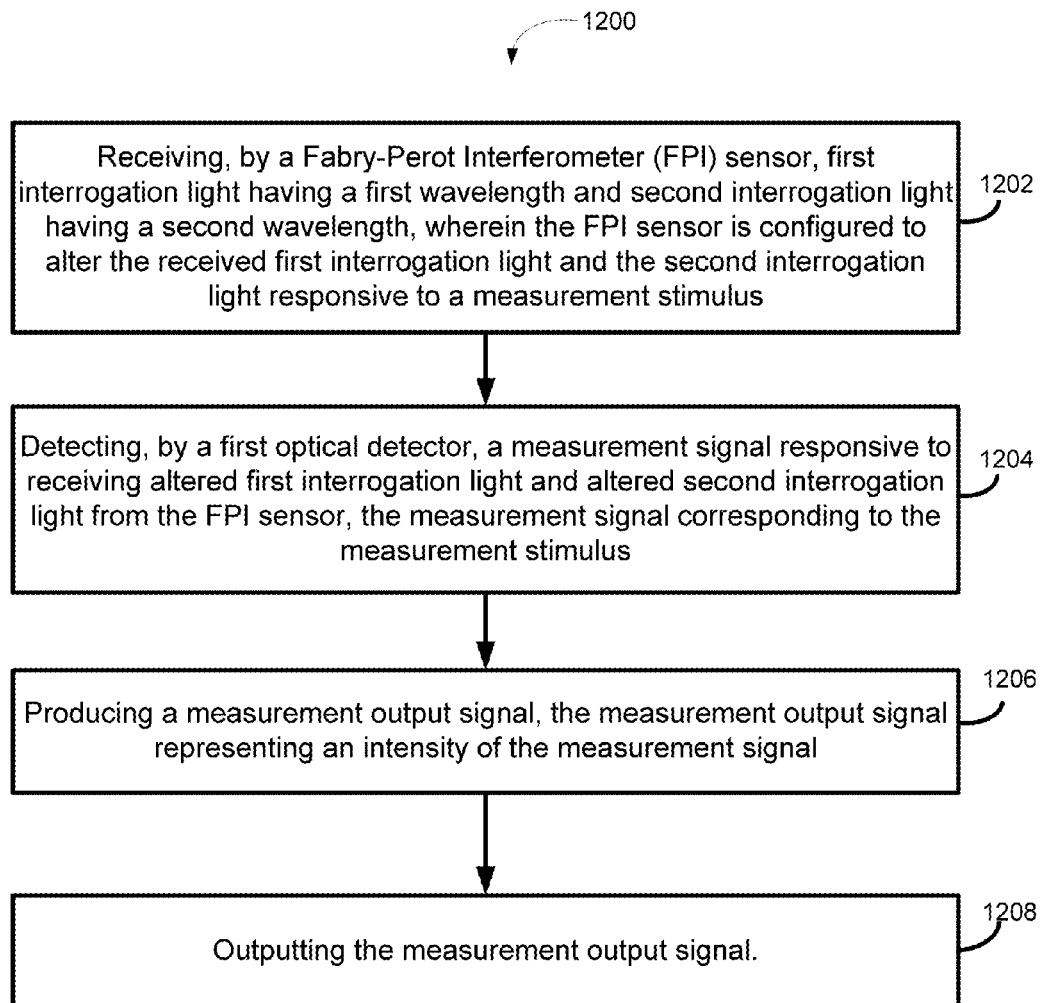 1200
Receiving, by a Fabry-Perot Interferometer (FPI) sensor, first
interrogation light having a first wavelength and second interrogation light
having a second wavelength, wherein the FPI sensor is configured to
alter the received first interrogation light and the second interrogation
light responsive to a measurement stimulus
1202
Detecting, by a first optical detector, a measurement signal responsive to
receiving altered first interrogation light and altered second interrogation
light from the FPI sensor, the measurement signal corresponding to the
measurement stimulus
1204
Producing a measurement output signal, the measurement output signal
representing an intensity of the measurement signal
1206
Outputting the measurement output signal.
1208